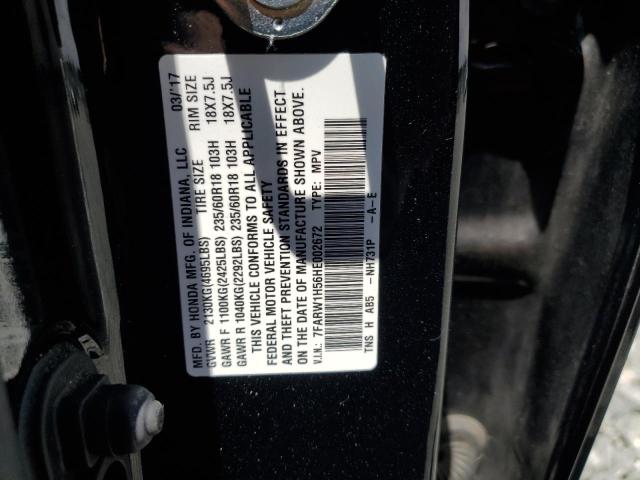 MFD. BY HONDA MFG. OF INDIANA, LLC 03/'17
GVWR 2130KG(4695LBS) TIRE SIZE RIM SIZE
GAWR F 1100KG(2425LBS) 235/60R18 103H 18X7.5J
GAWR R 1040KG(2292LBS) 235/60R18 103H 18X7.5J
THIS VEHICLE CONFORMS TO ALL APPLICABLE
FEDERAL MOTOR VEHICLE SAFETY
AND THEFT PREVENTION STANDARDS IN EFFECT
ON THE DATE OF MANUFACTURE SHOWN ABOVE.
V.I.N.: 7FARW1H56HE002672 TYPE: MPV
TNS H AB5 -NH731P -A-E